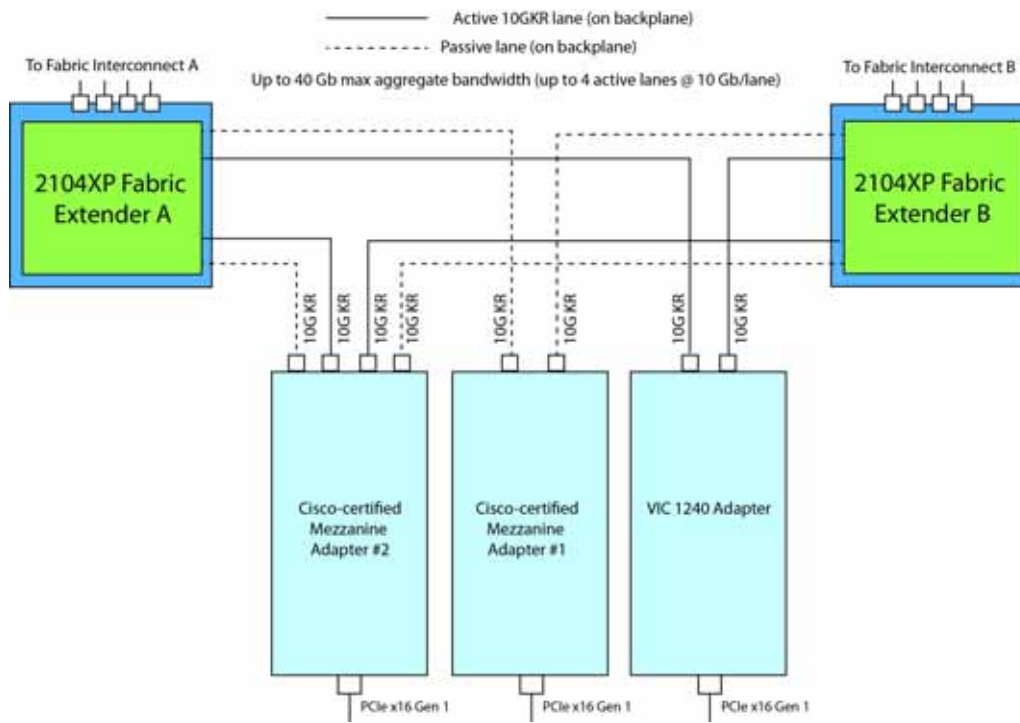 Active 10GKR lane (on backplane)
Passive lane (on backplane)
Up to 40 Gb max aggregate bandwidth (up to 4 active lanes @ 10 Gb/lane)
To Fabric Interconnect A
To Fabric Interconnect B
2104XP Fabric
Extender A
2104XP Fabric
Extender B
10G KR
10G KR
10G KR
10G KR
10G KR
10G KR
10G KR
10G KR
Cisco-certified
Mezzanine
Adapter #2
Cisco-certified
Mezzanine
Adapter #1
VIC 1240 Adapter
PCIe x16 Gen 1
PCIe x16 Gen 1
PCIe x16 Gen 1